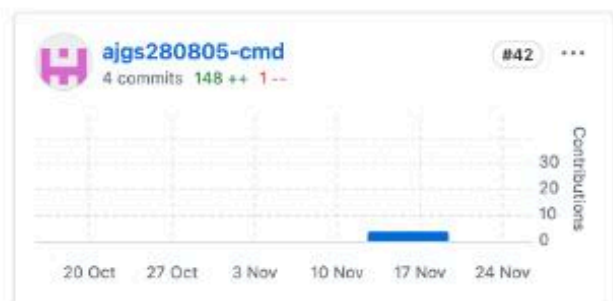 ajgs280805-cmd
#42 ...
4 commits 148 ++ 1 --
Contributions
30
20
10
0
20 Oct 27 Oct 3 Nov 10 Nov 17 Nov 24 Nov